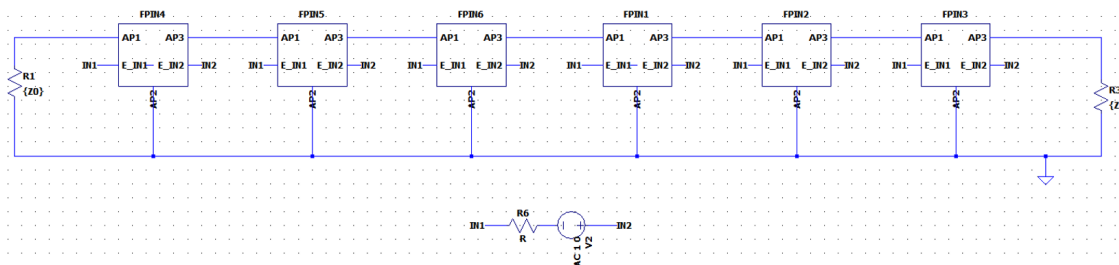 FPIN4 FPIN5 FPIN6 FPIN1 FPIN2 FPIN3
AP1 AP3 AP1 AP3 AP1 AP3 AP1 AP3 AP1 AP3 AP1 AP3
IN1 E_IN1 E_IN2 IN2 IN1 E_IN1 E_IN2 IN2 IN1 E_IN1 E_IN2 IN2 IN1 E_IN1 E_IN2 IN2 IN1 E_IN1 E_IN2 IN2 IN1 E_IN1 E_IN2 IN2
R1
{Z0}
AP2 AP2 AP2 AP2 AP2 AP2
R3
{Z
R6
IN1 IN2
R
AC 1 0
V2